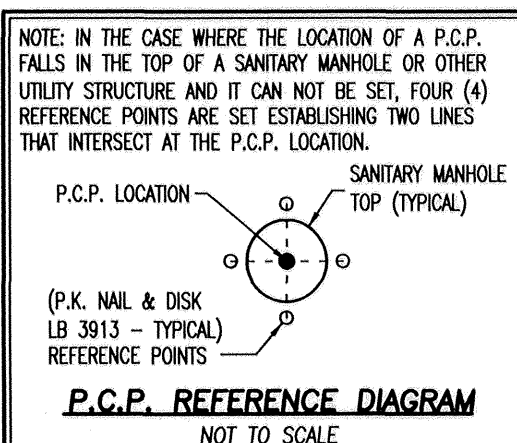 NOTE: IN THE CASE WHERE THE LOCATION OF A P.C.P.
FALLS IN THE TOP OF A SANITARY MANHOLE OR OTHER
UTILITY STRUCTURE AND IT CAN NOT BE SET, FOUR (4)
REFERENCE POINTS ARE SET ESTABLISHING TWO LINES
THAT INTERSECT AT THE P.C.P. LOCATION.
P.C.P. LOCATION
SANITARY MANHOLE
TOP (TYPICAL)
(P.K. NAIL & DISK
LB 3913 - TYPICAL)
REFERENCE POINTS
P.C.P. REFERENCE DIAGRAM
NOT TO SCALE